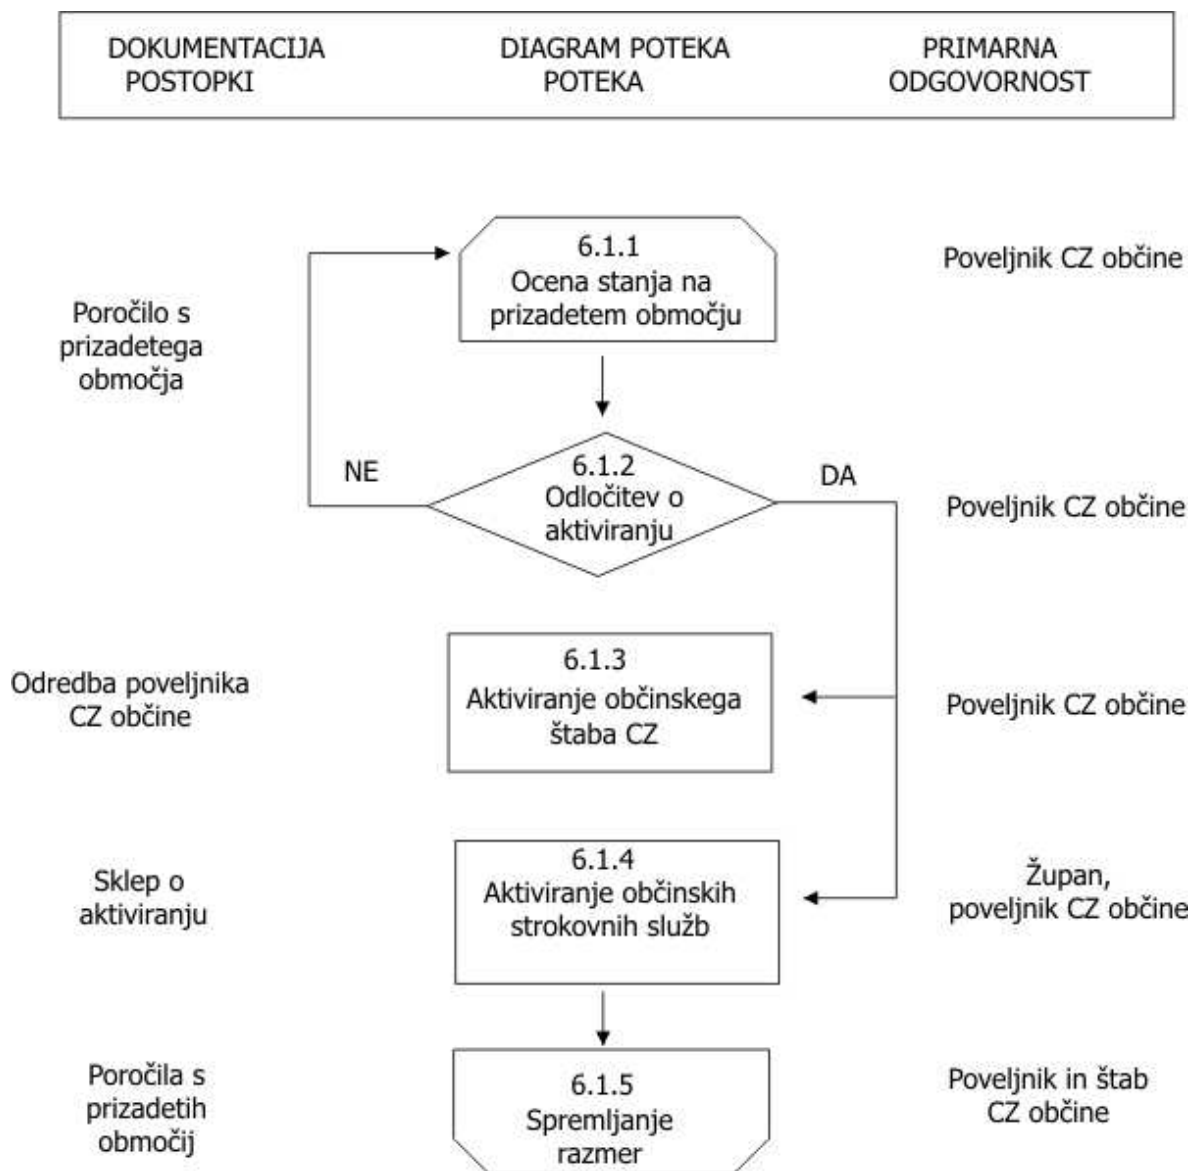 DOKUMENTACIJA
POSTOPKI
DIAGRAM POTEKA
POTEKA
PRIMARNA
ODGOVORNOST
6.1.1
Ocena stanja na
prizadetem območju
Poveljnik CZ občine
Poročilo s
prizadetega
območja
NE
6.1.2
Odločitev o
aktiviranju
DA
Poveljnik CZ občine
Odredba poveljnika
CZ občine
6.1.3
Aktiviranje občinskega
štaba CZ
Poveljnik CZ občine
Sklep o
aktiviranju
6.1.4
Aktiviranje občinskih
strokovnih služb
Župan,
poveljnik CZ občine
Poročila s
prizadetih
območij
6.1.5
Spremljanje
razmer
Poveljnik in štab
CZ občine